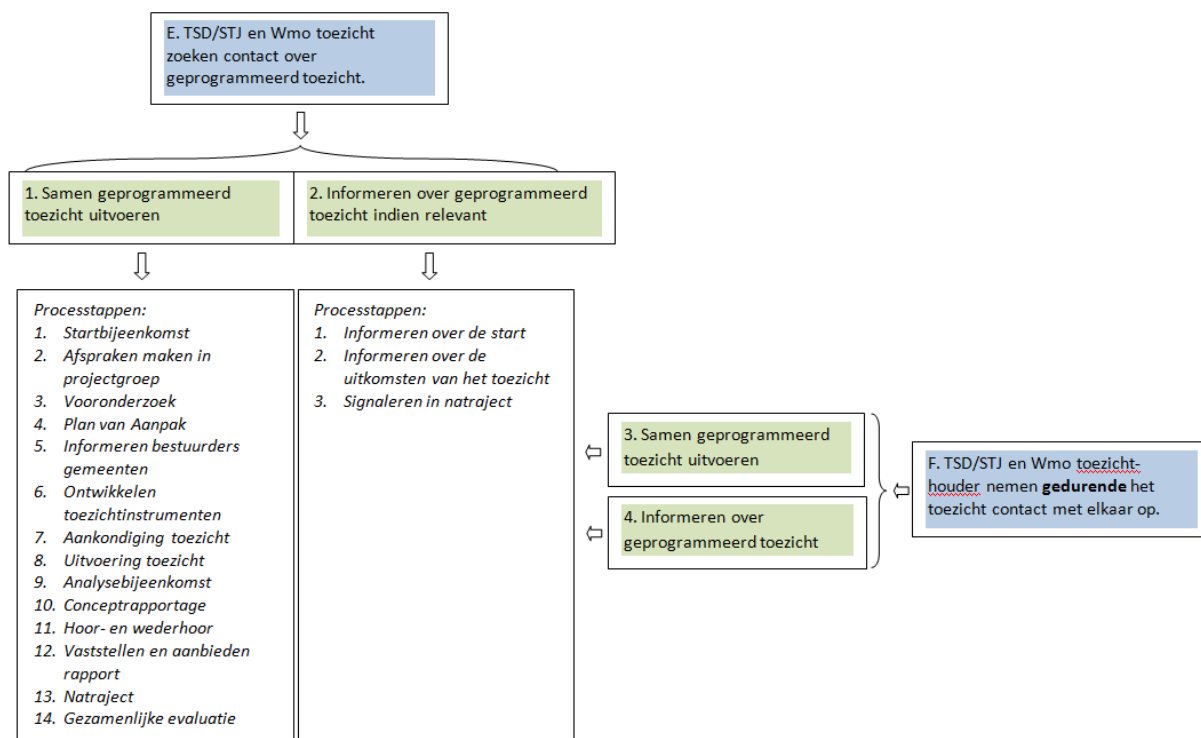 E. TSD/STJ en Wmo toezicht
zoeken contact over
geprogrammeerd toezicht.
1. Samen geprogrammeerd
toezicht uitvoeren
2. Informeren over geprogrammeerd
toezicht indien relevant
Processtappen:
1. Startbijeenkomst
2. Afspraken maken in
projectgroep
3. Vooronderzoek
4. Plan van Aanpak
5. Informeren bestuurders
gemeenten
6. Ontwikkelen
toezichtinstrumenten
7. Aankondiging toezicht
8. Uitvoering toezicht
9. Analysebijeenkomst
10. Conceptrapportage
11. Hoor- en wederhoor
12. Vaststellen en aanbieden
rapport
13. Natraject
14. Gezamenlijke evaluatie
Processtappen:
1. Informeren over de start
2. Informeren over de
uitkomsten van het toezicht
3. Signaleren in natraject
3. Samen geprogrammeerd
toezicht uitvoeren
4. Informeren over
geprogrammeerd toezicht
F. TSD/STJ en Wmo toezicht-
houder nemen gedurende het
toezicht contact met elkaar op.